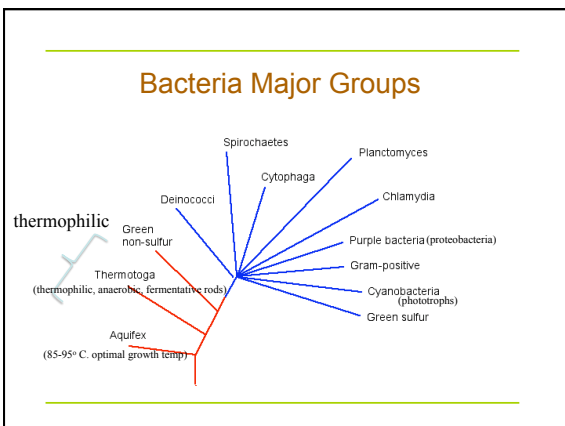 Bacteria Major Groups
Spirochaetes
Planctomyces
Cytophaga
Deinococci
Chlamydia
thermophilic
Green
non-sulfur
Purple bacteria (proteobacteria)
Gram-positive
Thermotoga
(thermophilic, anaerobic, fermentative rods)
Cyanobacteria
(phototrophs)
Green sulfur
Aquifex
(85-95º C. optimal growth temp)